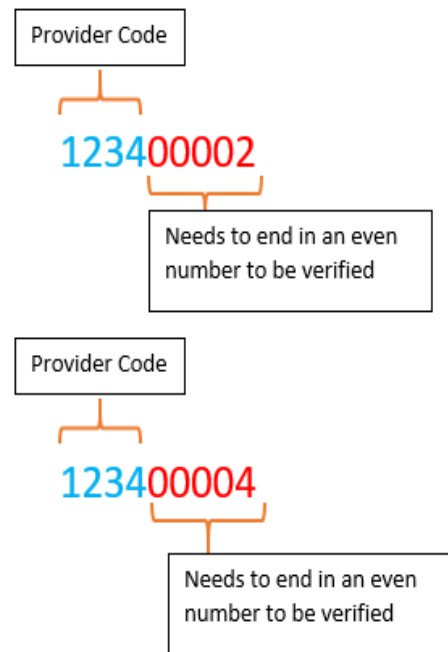 Provider Code
123400002
Needs to end in an even
number to be verified
Provider Code
123400004
Needs to end in an even
number to be verified